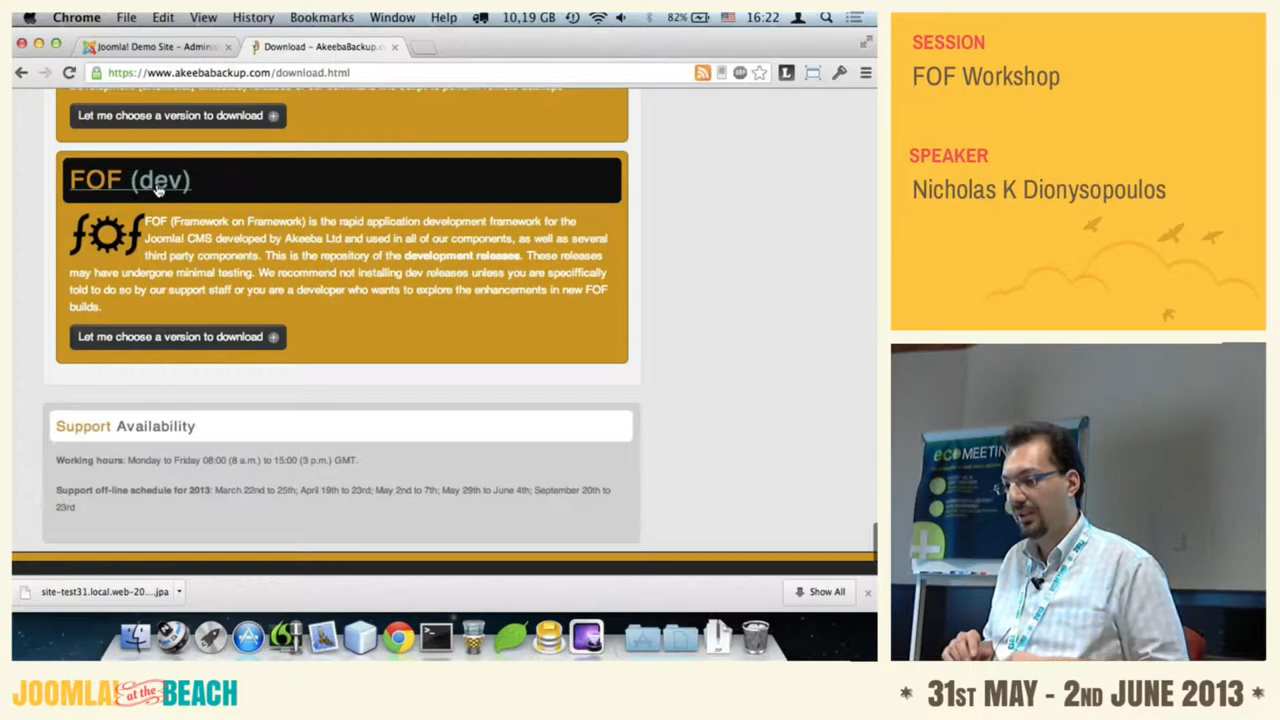 Chrome File Edit View History Bookmarks Window Help 10,19 GB 82% 16:22
Joomla! Demo Site - Adminis
Download – AkeebaBackup.c
https://www.akeebabackup.com/download.html
Let me choose a version to download
FOF (dev)
fof
FOF (Framework on Framework) is the rapid application development framework for the
Joomla! CMS developed by Akeeba Ltd and used in all of our components, as well as several
third party components. This is the repository of the development releases. These releases
may have undergone minimal testing. We recommend not installing dev releases unless you are speciffically
told to do so by our support staff or you are a developer who wants to explore the enhancements in new FOF
builds.
Let me choose a version to download
Support Availability
Working hours: Monday to Friday 08:00 (8 a.m.) to 15:00 (3 p.m.) GMT.
Support off-line schedule for 2013: March 22nd to 25th; April 19th to 23rd; May 2nd to 7th; May 29th to June 4th; September 20th to
23rd
site-test31.local.web-20....jpa
Show All
SESSION
FOF Workshop
SPEAKER
Nicholas K Dionysopoulos
ecoMEETIN
JOOMLA! at the BEACH
* 31ST MAY - 2ND JUNE 2013 *